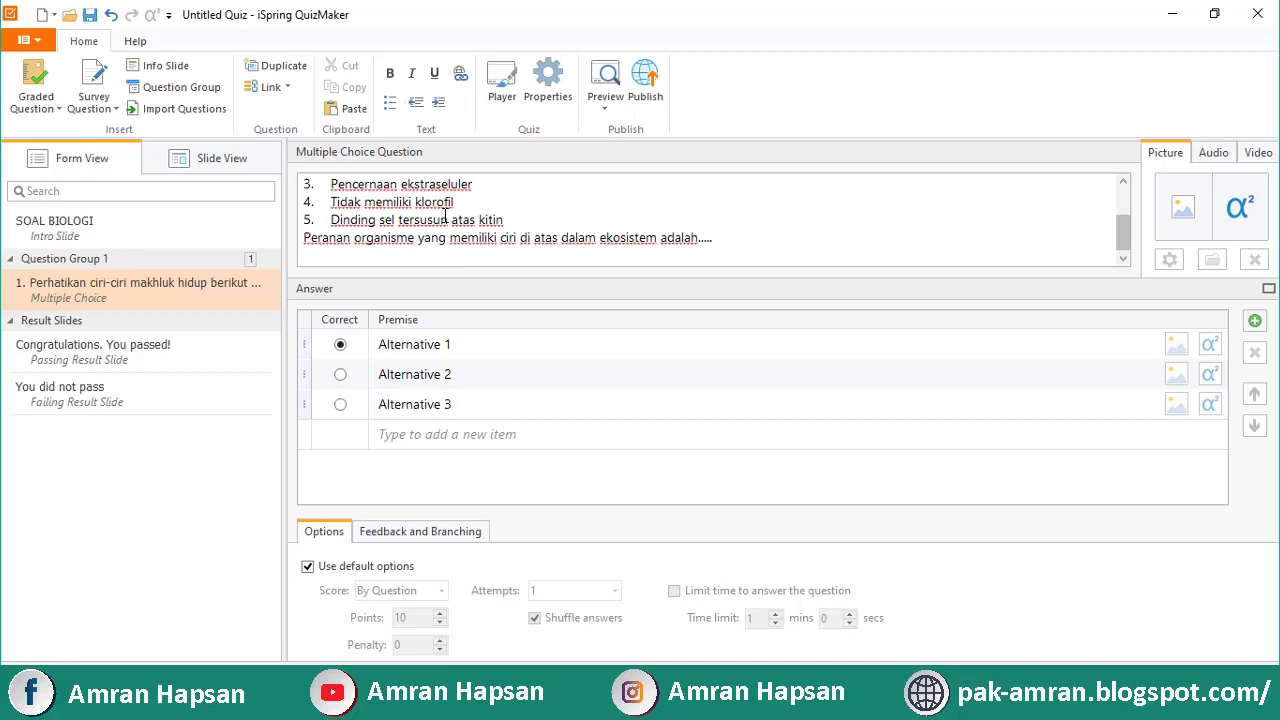 Untitled Quiz - iSpring QuizMaker
Home
Help
Graded Question
Survey Question
Info Slide
Question Group
Import Questions
Insert
Duplicate
Link
Question
Cut
Copy
Paste
Clipboard
B I U
Text
Player
Properties
Quiz
Preview
Publish
Publish
Form View
Slide View
Search
SOAL BIOLOGI
Intro Slide
Question Group 1
1
1. Perhatikan ciri-ciri makhluk hidup berikut ...
Multiple Choice
Result Slides
Congratulations. You passed!
Passing Result Slide
You did not pass
Failing Result Slide
Multiple Choice Question
3. Pencernaan ekstraseluler
4. Tidak memiliki klorofil
5. Dinding sel tersusun atas kitin
Peranan organisme yang memiliki ciri di atas dalam ekosistem adalah.....
Picture
Audio
Video
α²
Answer
Correct
Premise
Alternative 1
α²
Alternative 2
α²
Alternative 3
α²
Type to add a new item
Options
Feedback and Branching
Use default options
Score: By Question
Attempts: 1
Limit time to answer the question
Points: 10
Shuffle answers
Time limit: 1 mins 0 secs
Penalty: 0
Amran Hapsan
Amran Hapsan
Amran Hapsan
pak-amran.blogspot.com/